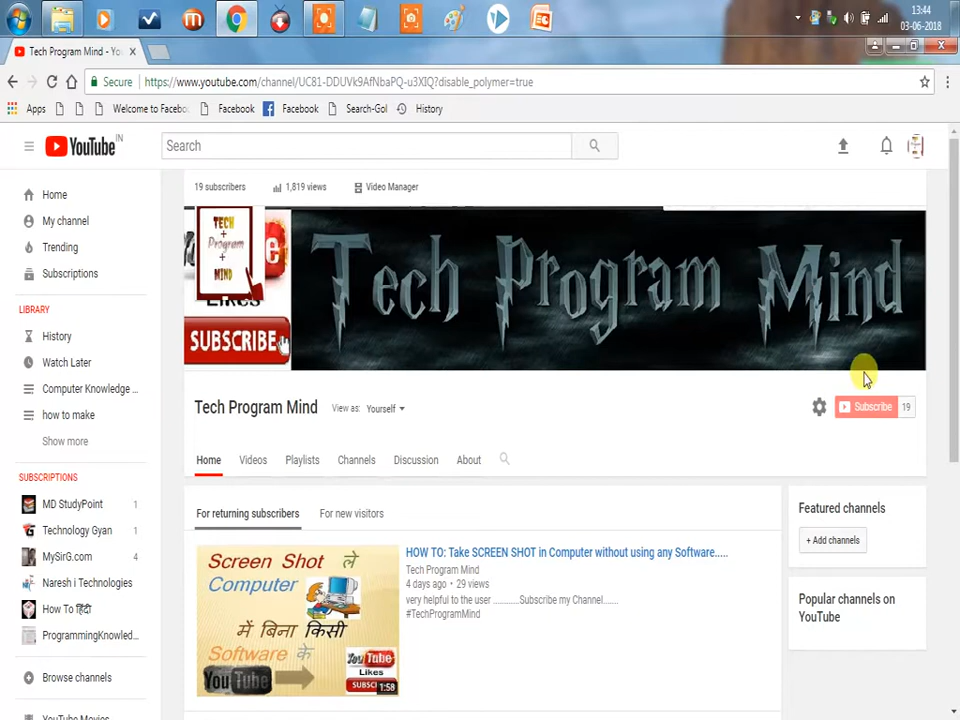 13:44
03-06-2018
Tech Program Mind - Yo
Secure
https://www.youtube.com/channel/UC81-DDUVk9AfNbaPQ-u3XIQ?disable_polymer=true
Apps
Welcome to Faceboo
Facebook
Facebook
Search-Gol
History
YouTube IN
Search
19 subscribers
1,819 views
Video Manager
Home
My channel
Trending
Subscriptions
LIBRARY
History
Watch Later
Computer Knowledge ...
how to make
Show more
SUBSCRIPTIONS
MD StudyPoint 1
Technology Gyan 1
MySirG.com 4
Naresh i Technologies
How To हिंदी
ProgrammingKnowled...
Browse channels
YouTube Movies
TECH
+
Program
+
MIND
Likes
SUBSCRIBE
Tech Program Mind
Tech Program Mind
View as: Yourself
Subscribe 19
Home
Videos
Playlists
Channels
Discussion
About
For returning subscribers
For new visitors
Screen Shot ले
Computer
में बिना किसी
Software के
YouTube
YouTube
Likes
SUBSC
1:58
HOW TO: Take SCREEN SHOT in Computer without using any Software.....
Tech Program Mind
4 days ago • 29 views
very helpful to the user ............Subscribe my Channel.......
#TechProgramMind
Featured channels
+ Add channels
Popular channels on
YouTube